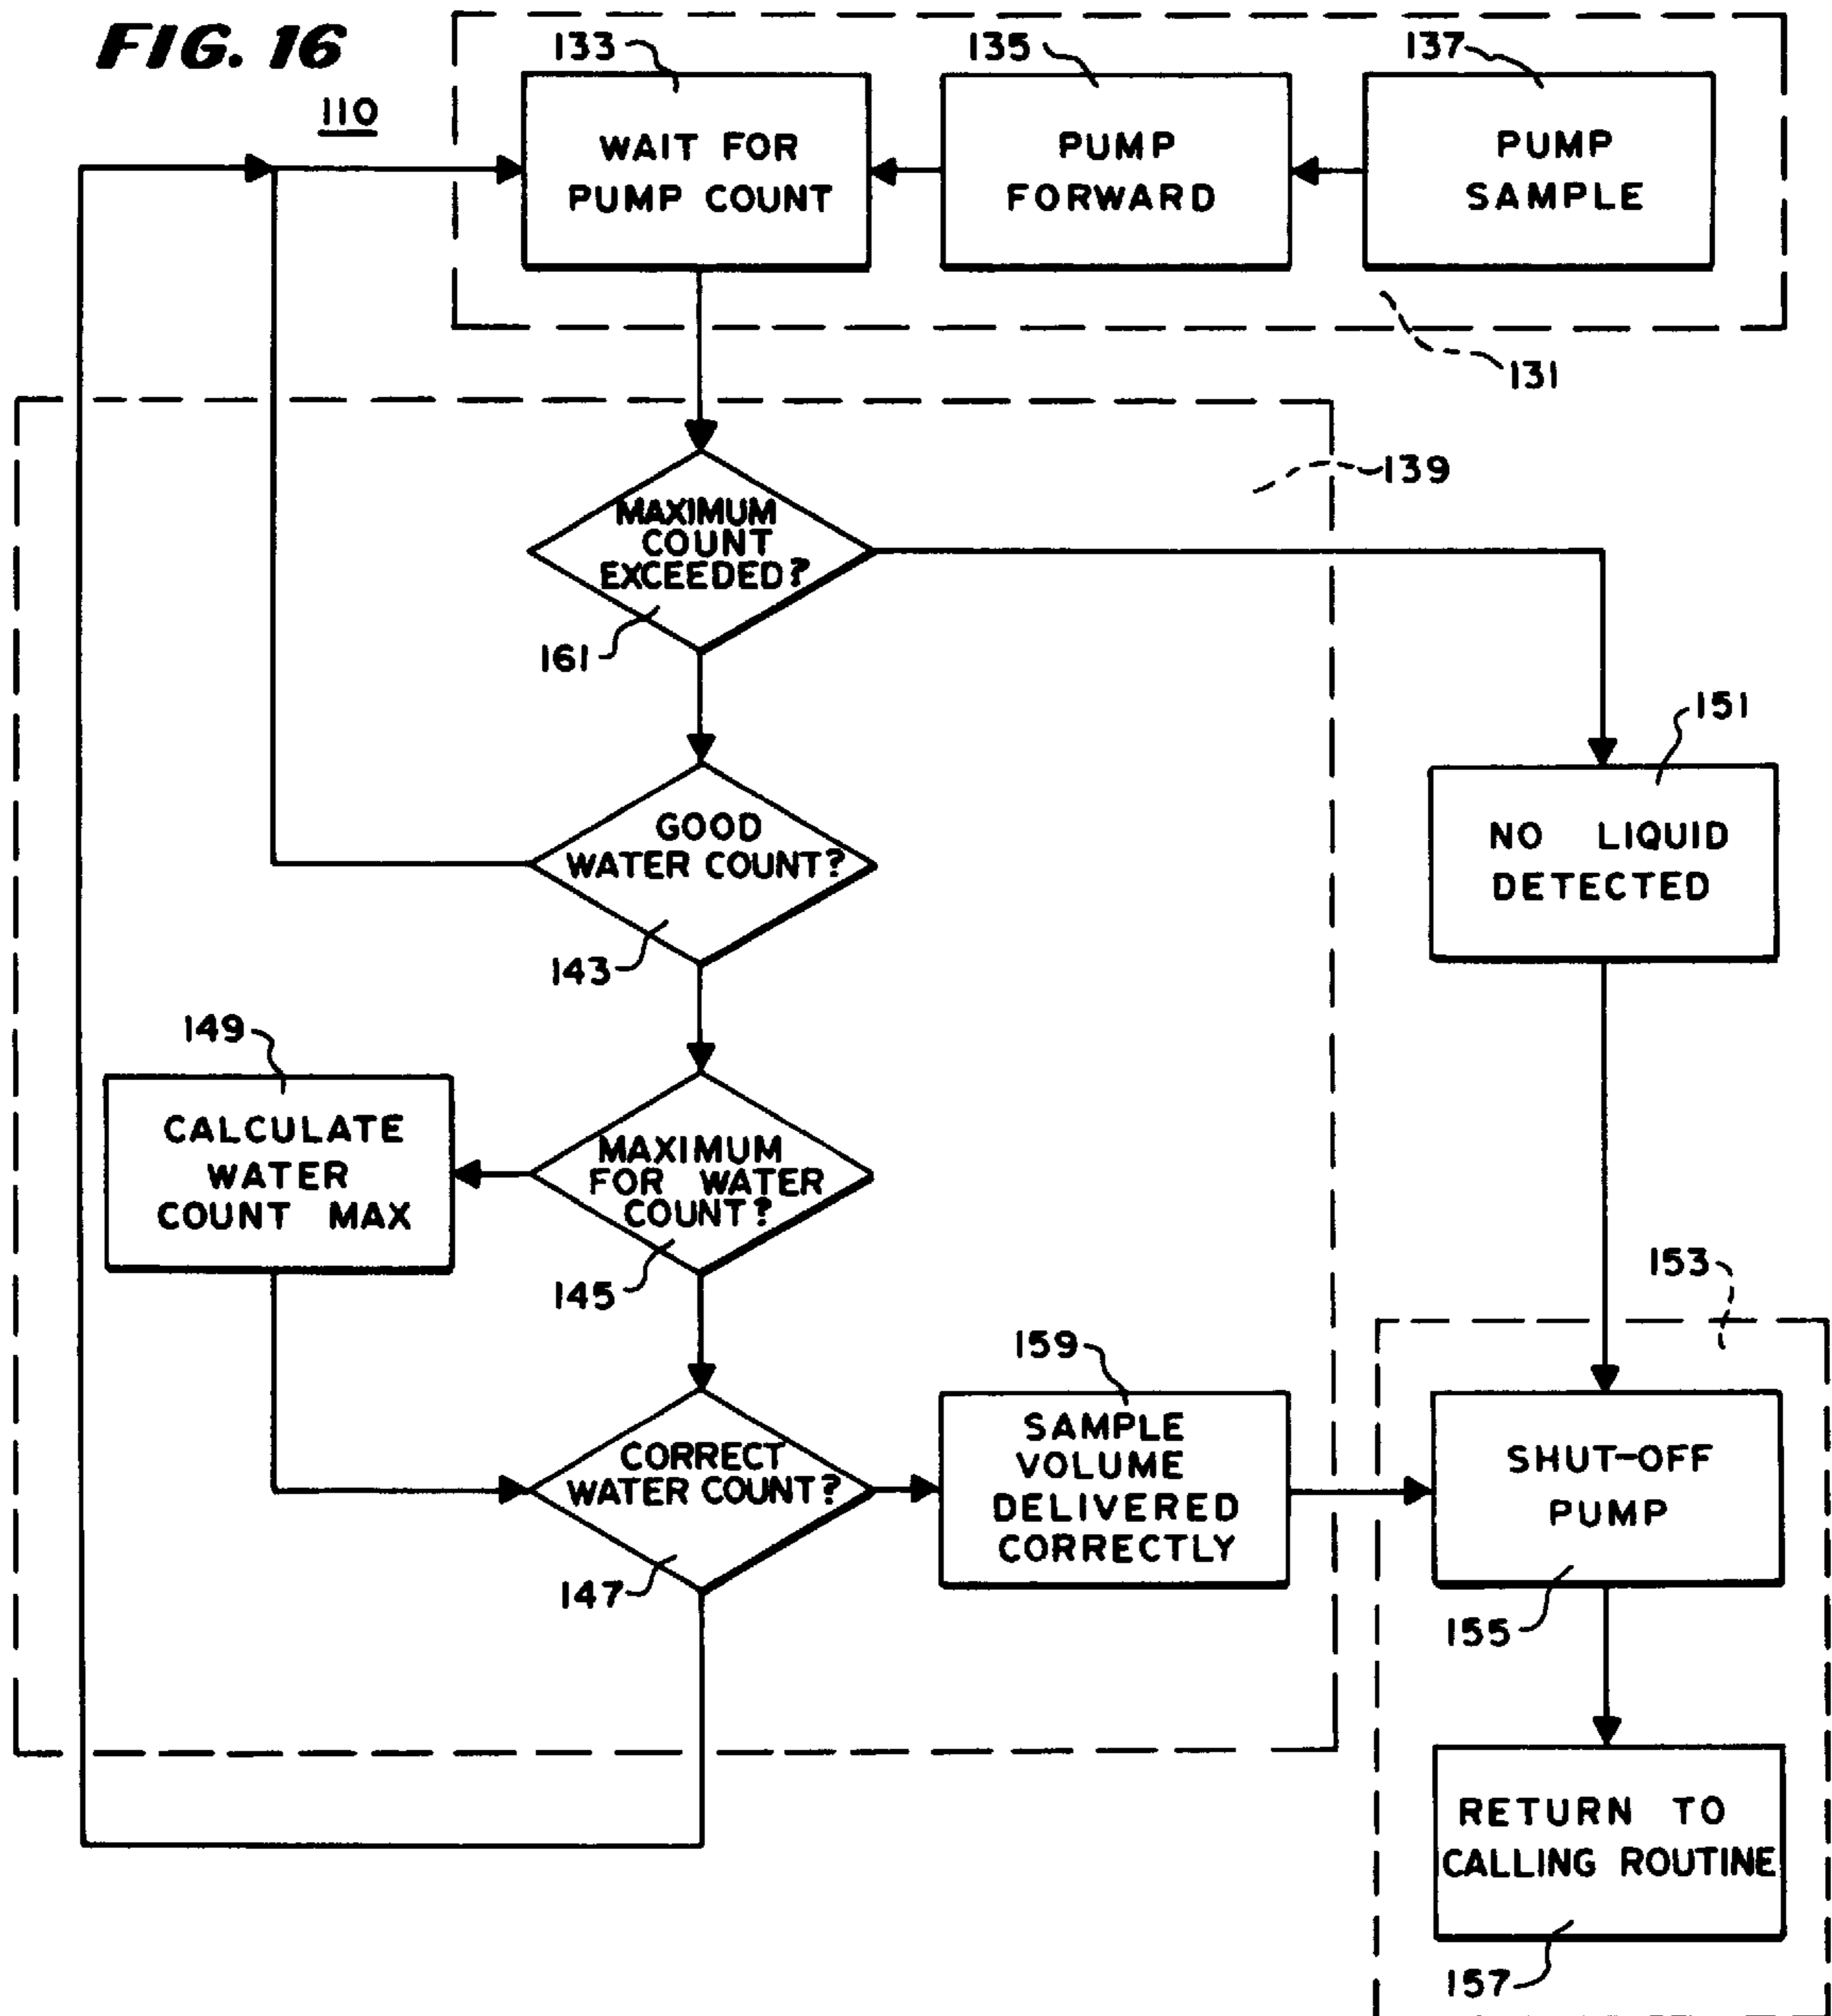 FIG. 16
110
133
135
137
WAIT FOR
PUMP COUNT
PUMP
FORWARD
PUMP
SAMPLE
131
139
MAXIMUM
COUNT
EXCEEDED?
161
151
NO LIQUID
DETECTED
GOOD
WATER COUNT?
143
149
CALCULATE
WATER
COUNT MAX
MAXIMUM
FOR WATER
COUNT?
145
153
159
CORRECT
WATER COUNT?
147
SAMPLE
VOLUME
DELIVERED
CORRECTLY
SHUT-OFF
PUMP
155
RETURN TO
CALLING ROUTINE
157